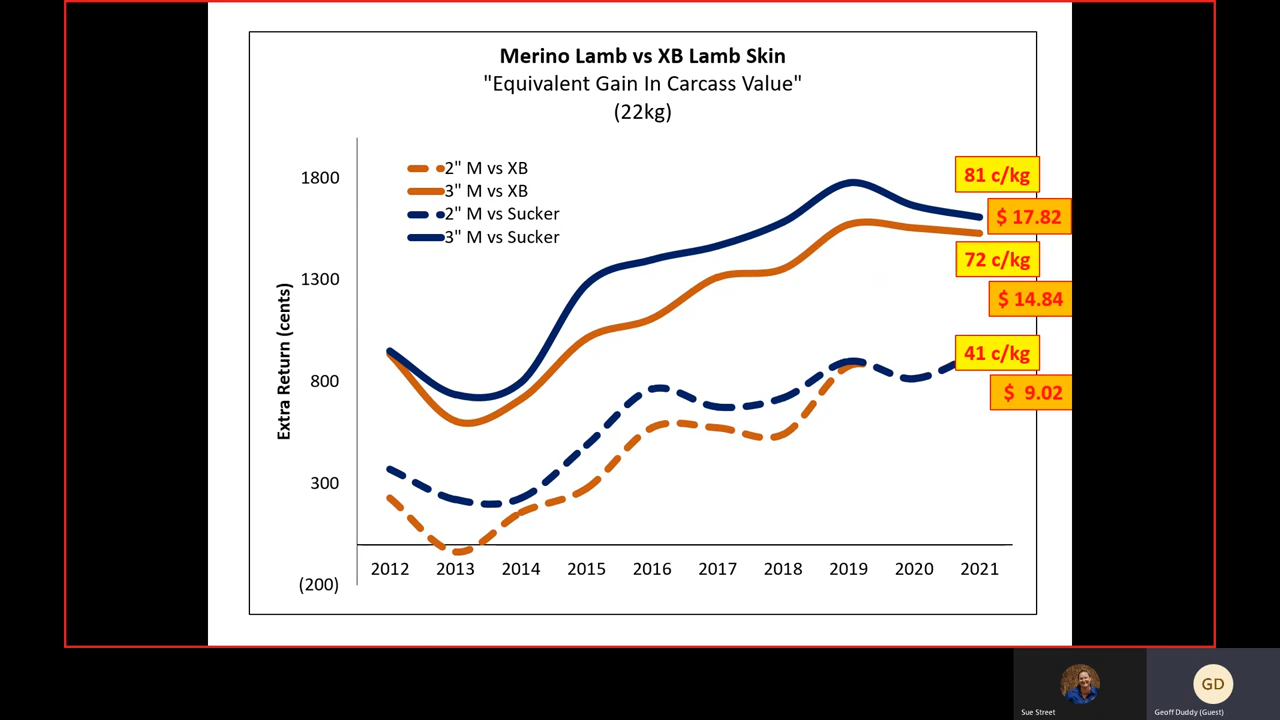 Merino Lamb vs XB Lamb Skin
"Equivalent Gain In Carcass Value"
(22kg)
2" M vs XB
3" M vs XB
2" M vs Sucker
3" M vs Sucker
Extra Return (cents)
1800
1300
800
300
(200)
2012 2013 2014 2015 2016 2017 2018 2019 2020 2021
81 c/kg
$ 17.82
72 c/kg
$ 14.84
41 c/kg
$ 9.02
GD
Sue Street
Geoff Duddy (Guest)